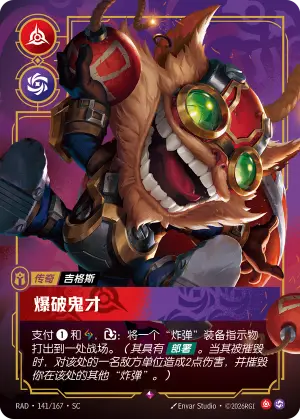 传奇 吉格斯
爆破鬼才
支付1和，：将一个“炸弹”装备指示物
打出到一处战场。（其具有 部署 。当其被摧毁
时，对该处的一名敌方单位造成2点伤害，并摧毁
你在该处的其他“炸弹”。）
RAD • 141/167 • SC Envar Studio • ©2026RGI